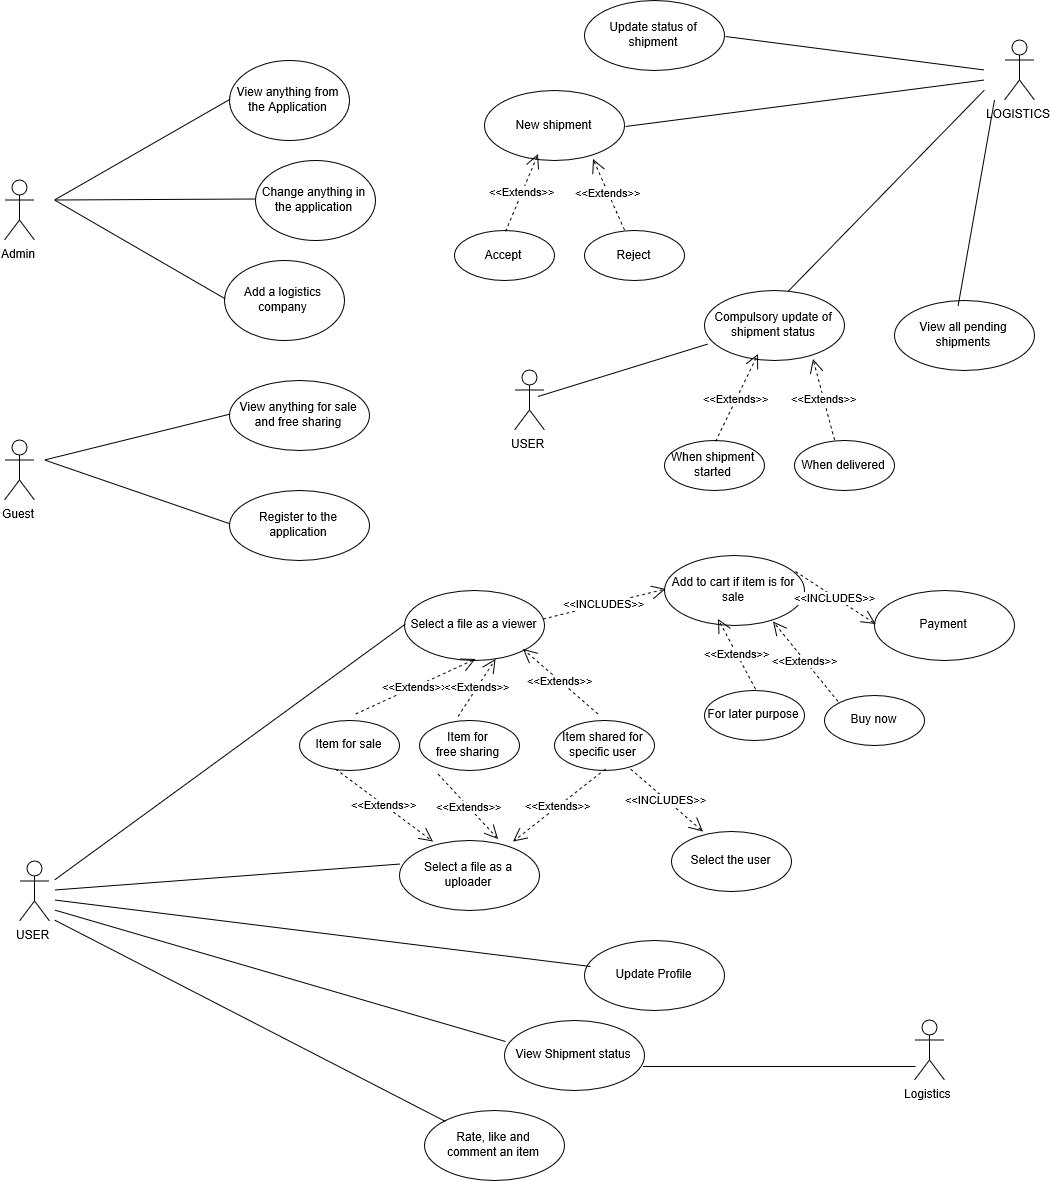 Update status of
shipment
LOGISTICS
View anything from
the Application
New shipment
<<Extends>>
<<Extends>>
Change anything in
the application
Admin
Accept
Reject
Add a logistics
company
Compulsory update of
shipment status
View all pending
shipments
View anything for sale
and free sharing
<<Extends>>
<<Extends>>
USER
When shipment
started
When delivered
Guest
Register to the
application
Add to cart if item is for
sale
<<INCLUDES>>
<<INCLUDES>>
Select a file as a viewer
Payment
<<Extends>>
<<Extends>>
<<Extends>>
<<Extends>>
<<Extends>>
For later purpose
Buy now
Item for sale
Item for
free sharing
Item shared for
specific user
<<Extends>>
<<Extends>>
<<Extends>>
<<INCLUDES>>
Select a file as a
uploader
Select the user
USER
Update Profile
View Shipment status
Logistics
Rate, like and
comment an item